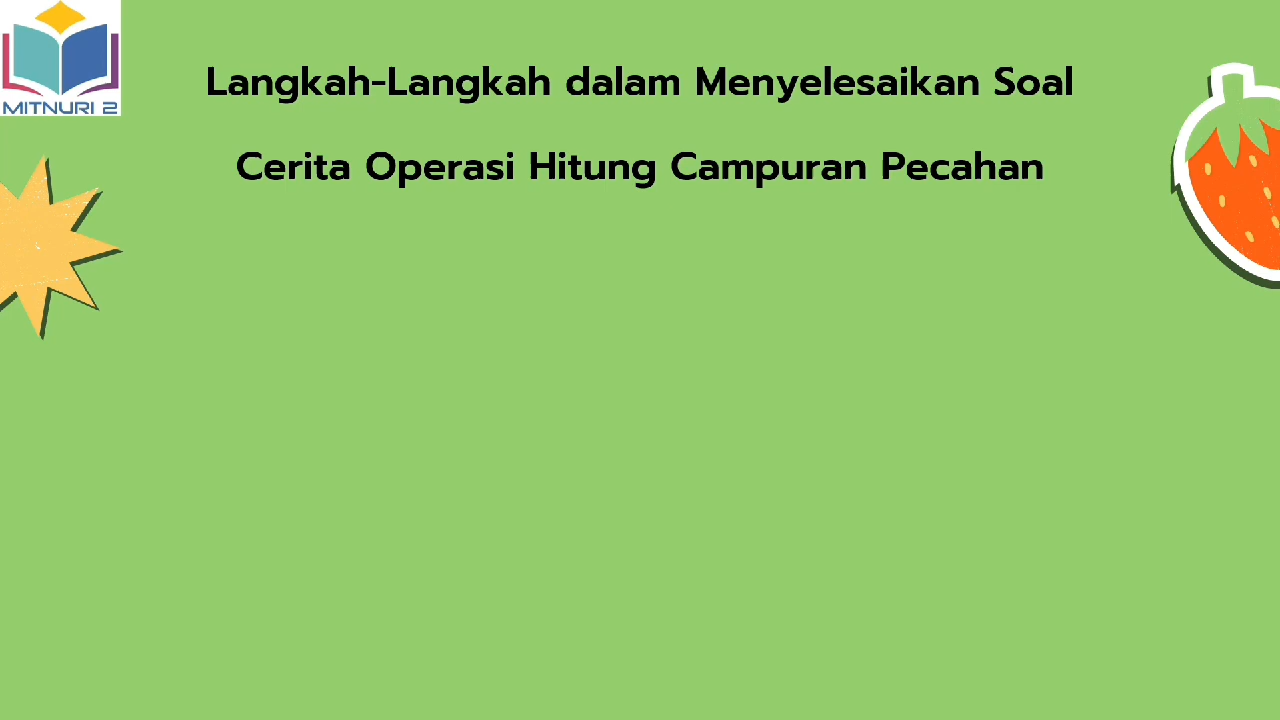 MITNURI 2
Langkah-Langkah dalam Menyelesaikan Soal
Cerita Operasi Hitung Campuran Pecahan